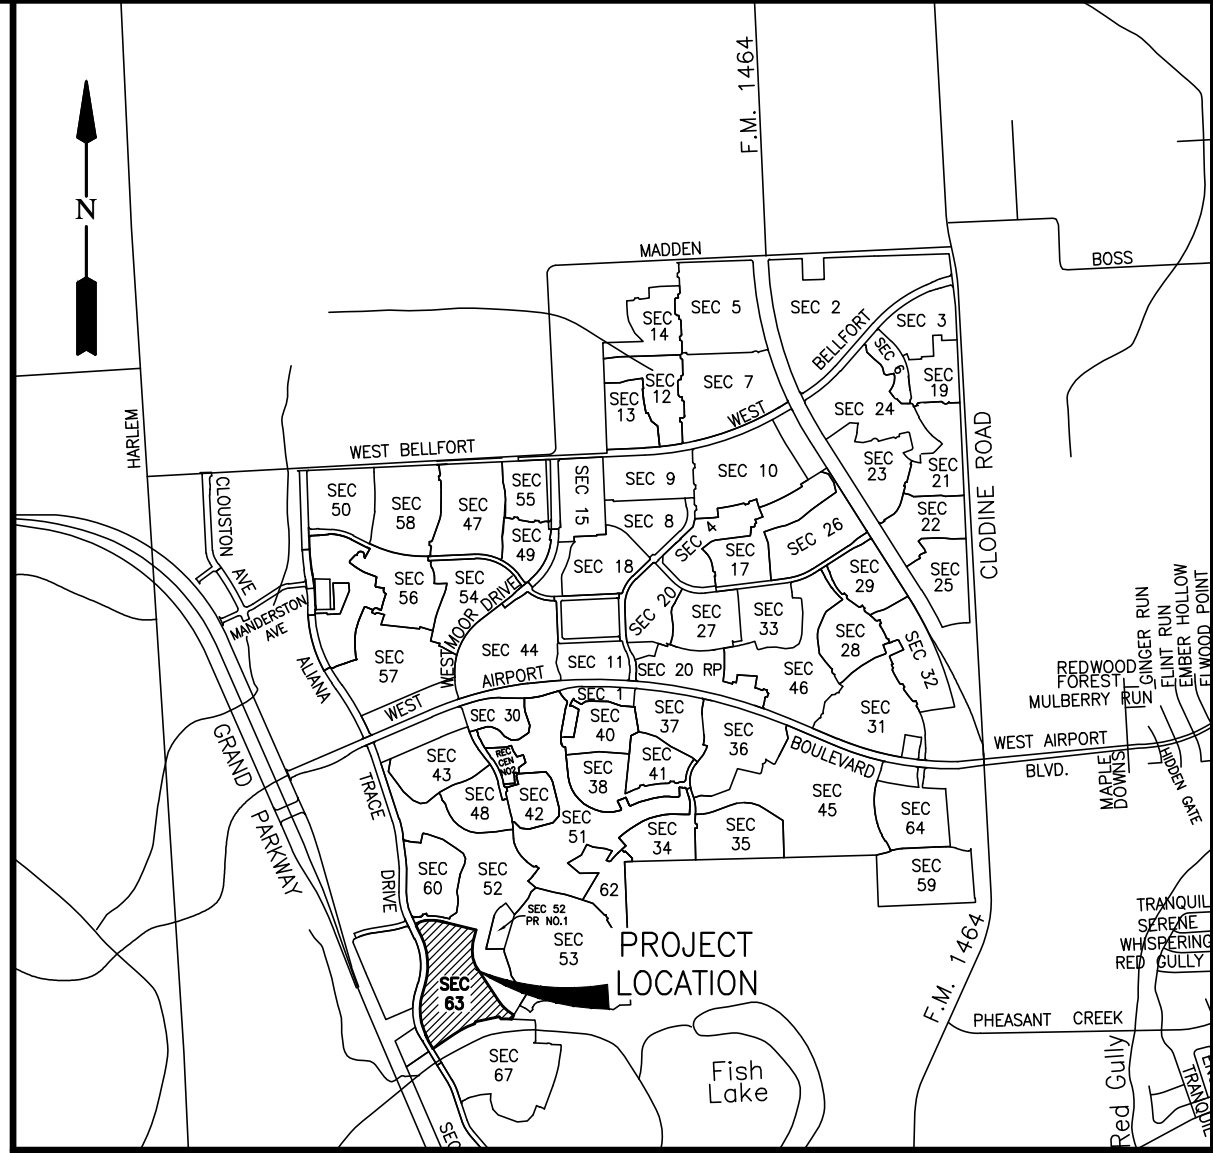 F.M. 1464
N
MADDEN
BOSS
SEC 5
SEC 2
SEC
14
SEC 3
BELLFORT
SEC 6
SEC
12
SEC 7
SEC
19
SEC
13
HARLEM
WEST
SEC 24
WEST BELLFORT
CLODINE ROAD
SEC
50
SEC
58
SEC
47
SEC
55
SEC 15
SEC 9
SEC 10
SEC
23
SEC
21
CLOUSTON
AVE
SEC 8
SEC
22
SEC
49
SEC 4
SEC
17
SEC 26
SEC 18
SEC
29
SEC
25
SEC
56
SEC
54
WESTMOOR DRIVE
MANDERSTON
AVE
SEC 20
SEC
27
SEC
33
SEC
28
SEC 32
GINGER RUN
FLINT RUN
EMBER HOLLOW
ELWOOD POINT
SEC 44
SEC
57
SEC 11
SEC 20 RP
SEC
46
REDWOOD
FOREST
MULBERRY RUN
ALIANA
AIRPORT
WEST
SEC 1
SEC 30
SEC
40
SEC
37
SEC
36
SEC
31
GRAND
PARKWAY
WEST AIRPORT
BLVD.
BOULEVARD
SEC
43
REC
CEN
NO2
SEC
38
SEC
41
TRACE
SEC
48
SEC
42
SEC
45
SEC
64
MAPLE
DOWNS
HIDDEN GATE
SEC
51
SEC
34
SEC
35
SEC
60
SEC
52
62
SEC
59
DRIVE
SEC 52
PR NO.1
SEC
53
PROJECT
LOCATION
TRANQUIL
SERENE
WHISPERING
RED GULLY
F.M. 1464
SEC
63
PHEASANT CREEK
SEC
67
Fish
Lake
Red Gully
TRANQUIL
SEC